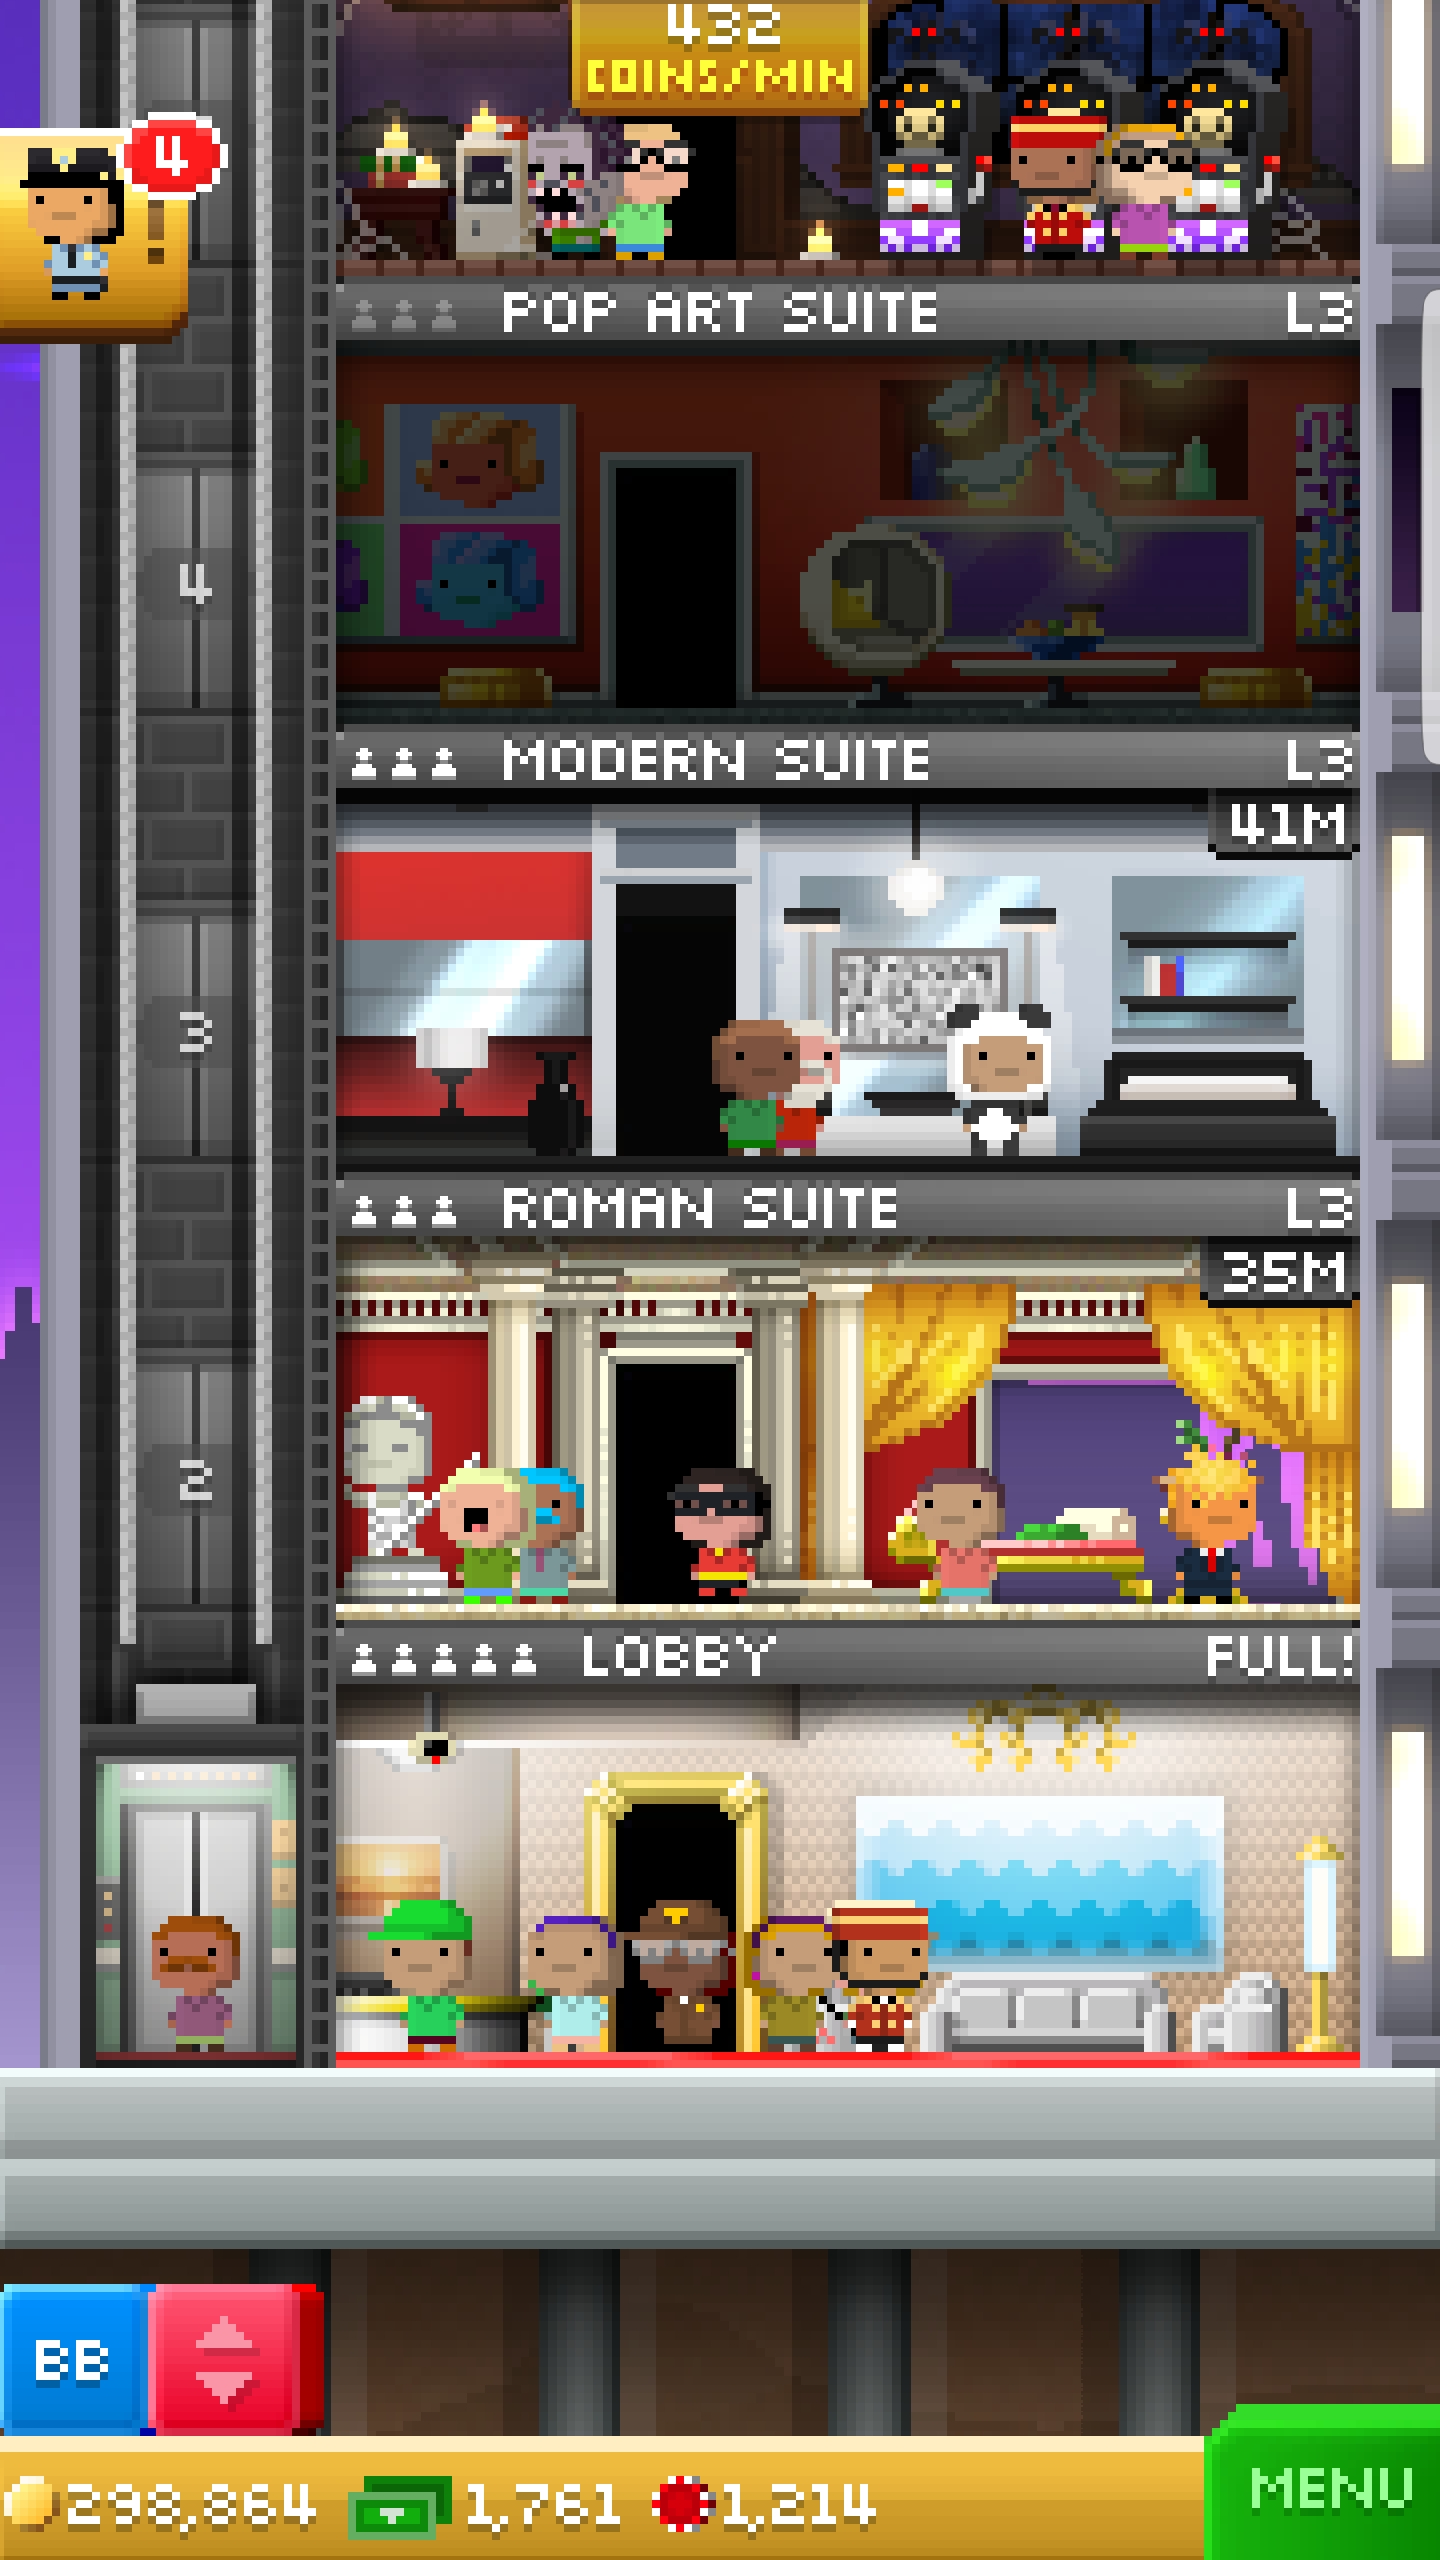 432
COINS/MIN
4
POP ART SUITE L3
4
MODERN SUITE L3
41M
3
ROMAN SUITE L3
35M
2
LOBBY FULL!
BB
298,864 1,761 1,214
MENU